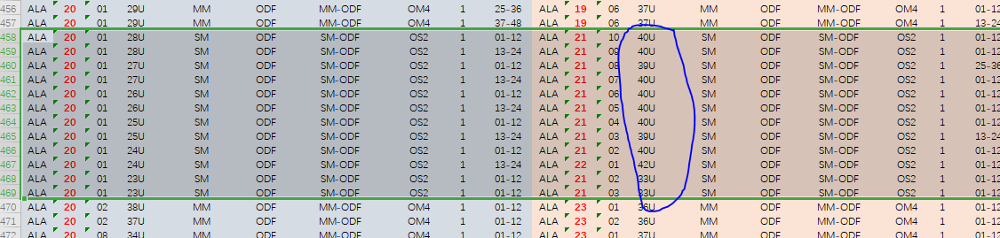 456 ALA 20 01 29U MM ODF MM-ODF OM4 1 25-36 ALA 19 06 37U MM ODF MM-ODF OM4 1 01-12
457 ALA 20 01 29U MM ODF MM-ODF OM4 1 37-48 ALA 19 06 37U MM ODF MM-ODF OM4 1 13-24
458 ALA 20 01 28U SM ODF SM-ODF OS2 1 01-12 ALA 21 10 40U SM ODF SM-ODF OS2 1 01-12
459 ALA 20 01 28U SM ODF SM-ODF OS2 1 13-24 ALA 21 09 40U SM ODF SM-ODF OS2 1 01-12
460 ALA 20 01 27U SM ODF SM-ODF OS2 1 01-12 ALA 21 08 39U SM ODF SM-ODF OS2 1 25-36
461 ALA 20 01 27U SM ODF SM-ODF OS2 1 13-24 ALA 21 07 40U SM ODF SM-ODF OS2 1 01-12
462 ALA 20 01 26U SM ODF SM-ODF OS2 1 01-12 ALA 21 06 40U SM ODF SM-ODF OS2 1 01-12
463 ALA 20 01 26U SM ODF SM-ODF OS2 1 13-24 ALA 21 05 40U SM ODF SM-ODF OS2 1 01-12
464 ALA 20 01 25U SM ODF SM-ODF OS2 1 01-12 ALA 21 04 40U SM ODF SM-ODF OS2 1 01-12
465 ALA 20 01 25U SM ODF SM-ODF OS2 1 13-24 ALA 21 03 39U SM ODF SM-ODF OS2 1 13-24
466 ALA 20 01 24U SM ODF SM-ODF OS2 1 01-12 ALA 21 02 40U SM ODF SM-ODF OS2 1 01-12
467 ALA 20 01 24U SM ODF SM-ODF OS2 1 13-24 ALA 22 01 42U SM ODF SM-ODF OS2 1 01-12
468 ALA 20 01 23U SM ODF SM-ODF OS2 1 01-12 ALA 21 02 33U SM ODF SM-ODF OS2 1 01-12
469 ALA 20 01 23U SM ODF SM-ODF OS2 1 01-12 ALA 21 03 33U SM ODF SM-ODF OS2 1 01-12
470 ALA 20 02 38U MM ODF MM-ODF OM4 1 01-12 ALA 23 01 36U MM ODF MM-ODF OM4 1 01-12
471 ALA 20 02 37U MM ODF MM-ODF OM4 1 01-12 ALA 23 02 36U MM ODF MM-ODF OM4 1 01-12
472 ALA 20 08 34U MM ODF MM-ODF OM4 1 01-12 ALA 23 01 37U MM ODF MM-ODF OM4 1 01-12